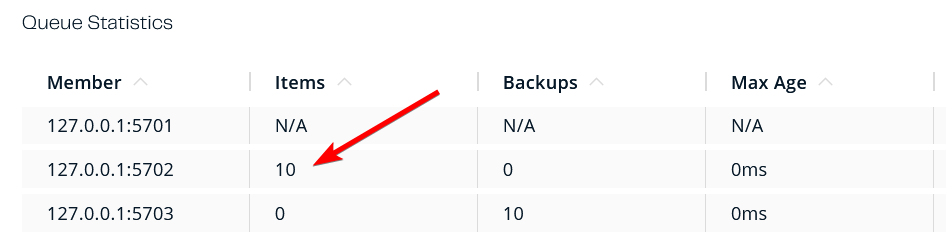 Queue Statistics
Member Items Backups Max Age
127.0.0.1:5701 N/A N/A N/A
127.0.0.1:5702 10 0 0ms
127.0.0.1:5703 0 10 0ms